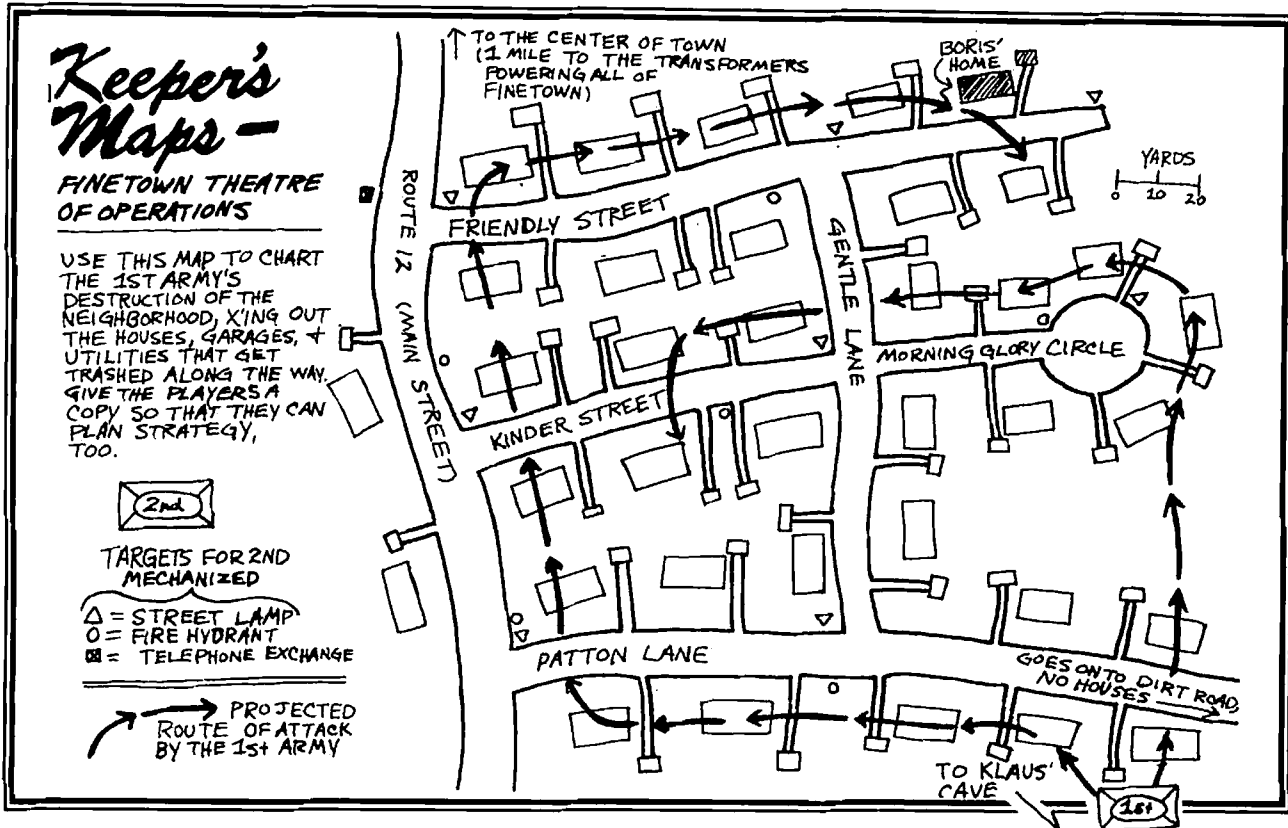 Keeper's
Maps —
FINETOWN THEATRE
OF OPERATIONS
USE THIS MAP TO CHART
THE 1ST ARMY'S
DESTRUCTION OF THE
NEIGHBORHOOD, X'ING OUT
THE HOUSES, GARAGES, +
UTILITIES THAT GET
TRASHED ALONG THE WAY.
GIVE THE PLAYERS A
COPY SO THAT THEY CAN
PLAN STRATEGY,
TOO.
2nd
TARGETS FOR 2ND
MECHANIZED
△ = STREET LAMP
O = FIRE HYDRANT
⊠ = TELEPHONE EXCHANGE
PROJECTED
ROUTE OF ATTACK
BY THE 1st ARMY
↑ TO THE CENTER OF TOWN
(1 MILE TO THE TRANSFORMERS
POWERING ALL OF
FINETOWN)
BORIS'
HOME
YARDS
0 10 20
ROUTE 12 (MAIN STREET)
FRIENDLY STREET
GENTLE LANE
MORNING GLORY CIRCLE
KINDER STREET
PATTON LANE
GOES ON TO DIRT ROAD,
NO HOUSES →
TO KLAUS'
CAVE
1st